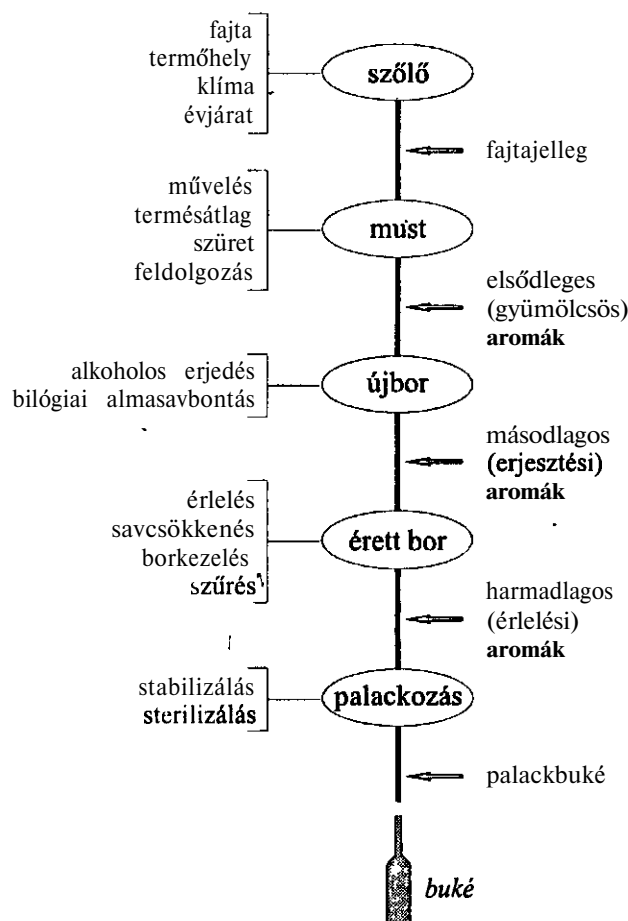 fajta
termőhely
klíma
évjárat
szőlő
fajtajelleg
művelés
termésátlag
szüret
feldolgozás
must
elsődleges
(gyümölcsös)
aromák
alkoholos erjedés
bilógiai almasavbontás
újbor
másodlagos
(erjesztési)
aromák
érlelés
savcsökkenés
borkezelés
szűrés
érett bor
harmadlagos
(érlelési)
aromák
stabilizálás
sterilizálás
palackozás
palackbuké
buké